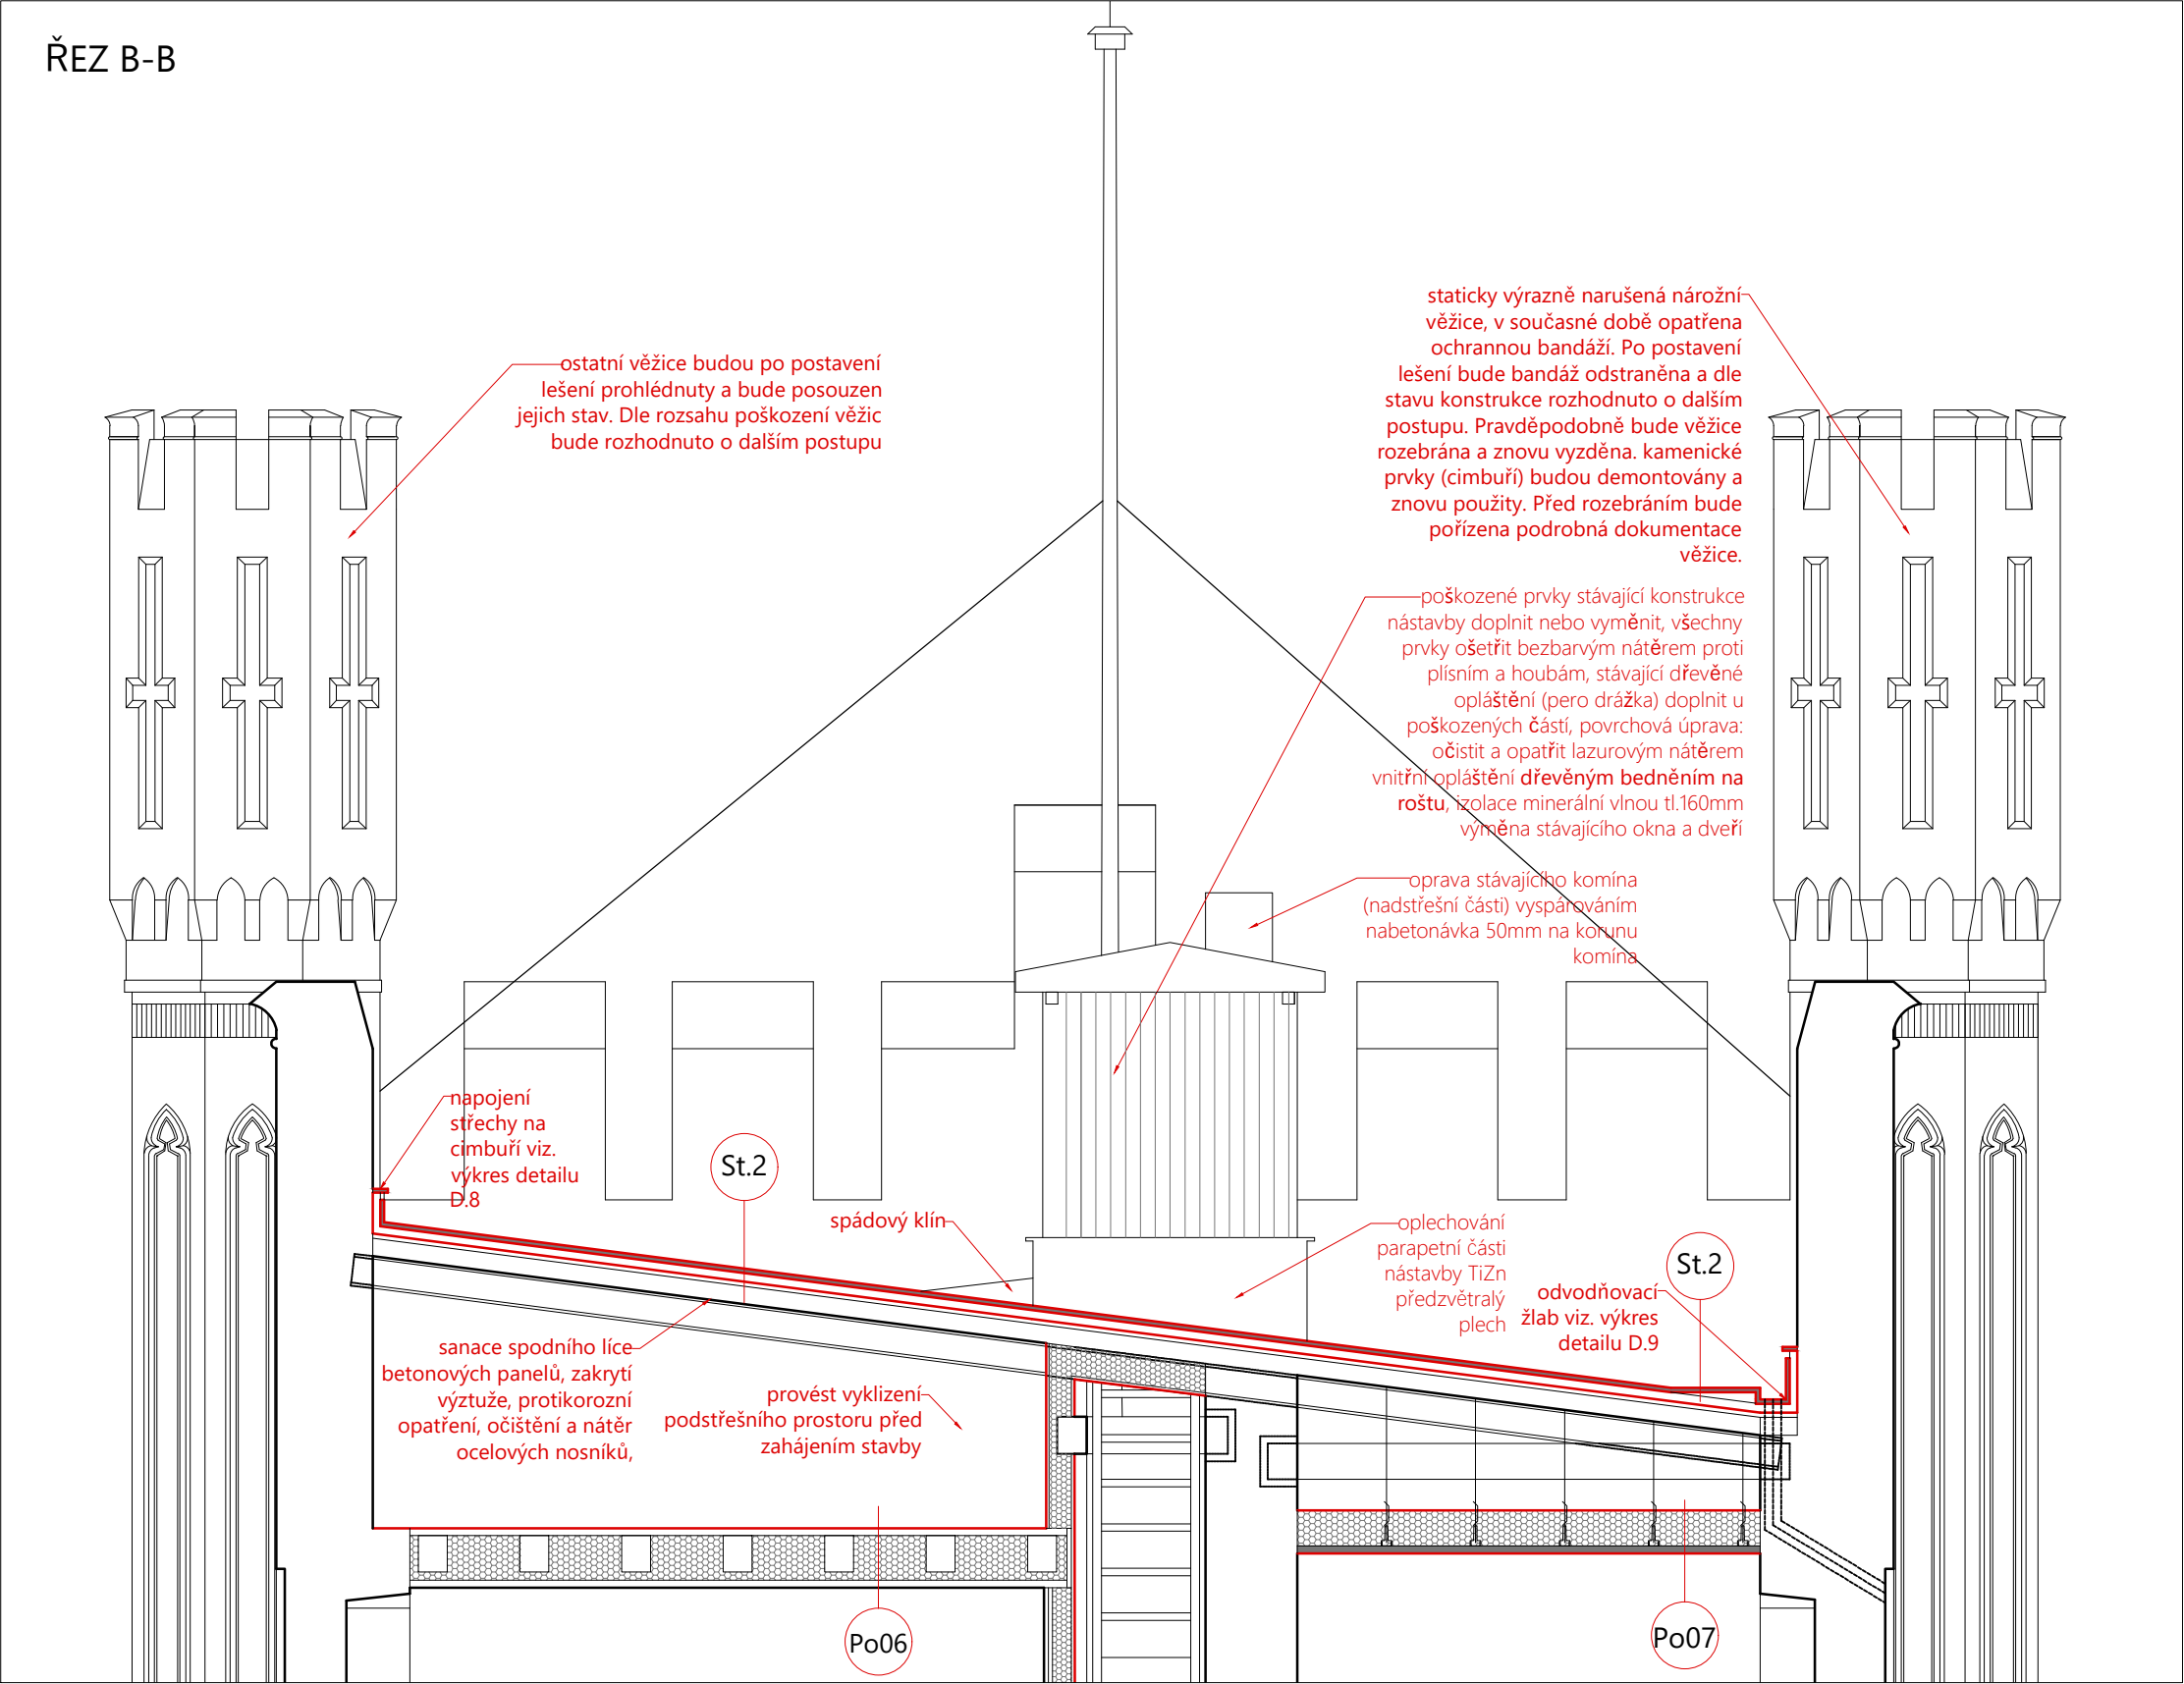 ŘEZ B-B
ostatní věžice budou po postavení
lešení prohlédnuty a bude posouzen
jejich stav. Dle rozsahu poškození věžic
bude rozhodnuto o dalším postupu
staticky výrazně narušená nárožní
věžice, v současné době opatřena
ochrannou bandáží. Po postavení
lešení bude bandáž odstraněna a dle
stavu konstrukce rozhodnuto o dalším
postupu. Pravděpodobně bude věžice
rozebrána a znovu vyzděna. kamenické
prvky (cimbuří) budou demontovány a
znovu použity. Před rozebráním bude
pořízena podrobná dokumentace
věžice.
poškozené prvky stávající konstrukce
nástavby doplnit nebo vyměnit, všechny
prvky ošetřit bezbarvým nátěrem proti
plísním a houbám, stávající dřevěné
opláštění (pero drážka) doplnit u
poškozených částí, povrchová úprava:
očistit a opatřit lazurovým nátěrem
vnitřní opláštění dřevěným bedněním na
roštu, izolace minerální vlnou tl.160mm
výměna stávajícího okna a dveří
oprava stávajícího komína
(nadstřešní části) vyspárováním
nabetonávka 50mm na korunu
komína
napojení
střechy na
cimbuří viz.
výkres detailu
D.8
St.2
spádový klín
oplechování
parapetní části
nástavby TiZn
předzvětralý
plech
St.2
odvodňovací
žlab viz. výkres
detailu D.9
sanace spodního líce
betonových panelů, zakrytí
výztuže, protikorozní
opatření, očištění a nátěr
ocelových nosníků,
provést vyklizení
podstřešního prostoru před
zahájením stavby
Po06
Po07